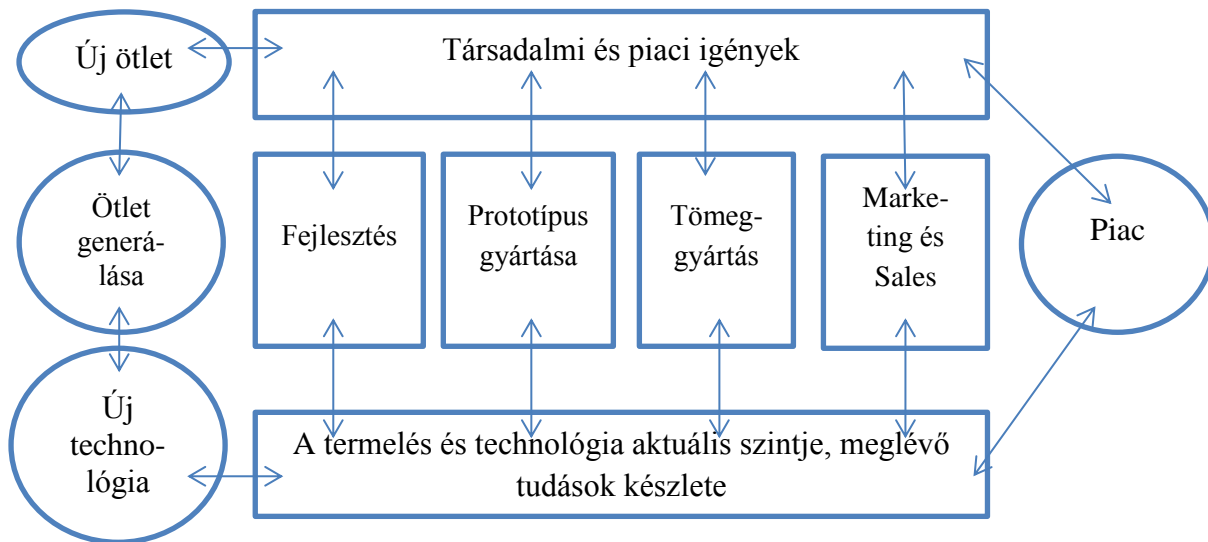 Új ötlet
Társadalmi és piaci igények
Ötlet
generá-
lása
Fejlesztés
Prototípus
gyártása
Tömeg-
gyártás
Marke-
ting és
Sales
Piac
Új
techno-
lógia
A termelés és technológia aktuális szintje, meglévő
tudások készlete